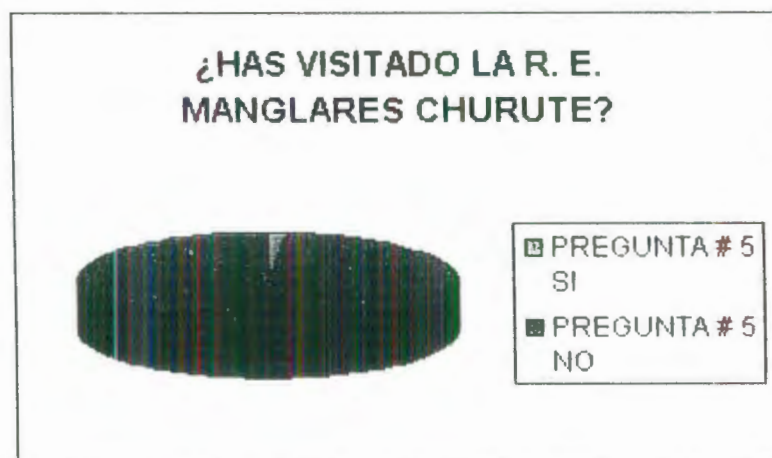 ¿HAS VISITADO LA R. E.
MANGLARES CHURUTE?
PREGUNTA # 5
SI
PREGUNTA # 5
NO